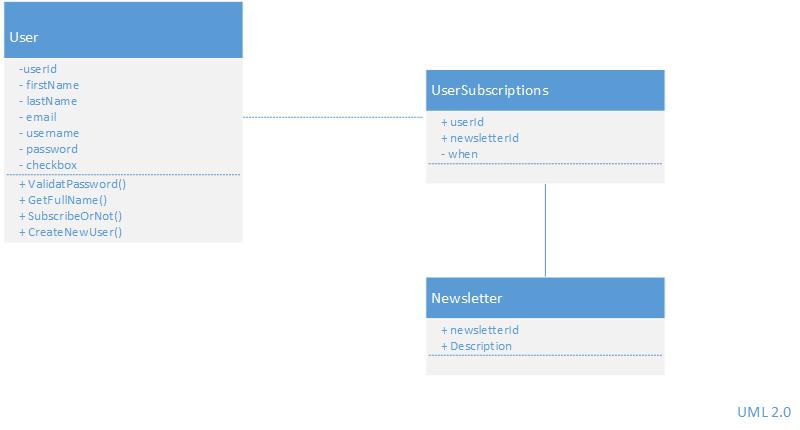 User
-userId
- firstName
- lastName
- email
- username
- password
- checkbox
+ ValidatPassword()
+ GetFullName()
+ SubscribeOrNot()
+ CreateNewUser()
UserSubscriptions
+ userId
+ newsletterId
- when
Newsletter
+ newsletterId
+ Description
UML 2.0